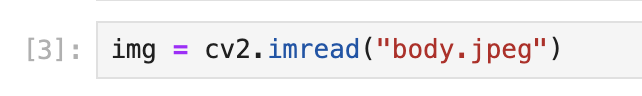 [3]: img = cv2.imread("body.jpeg")